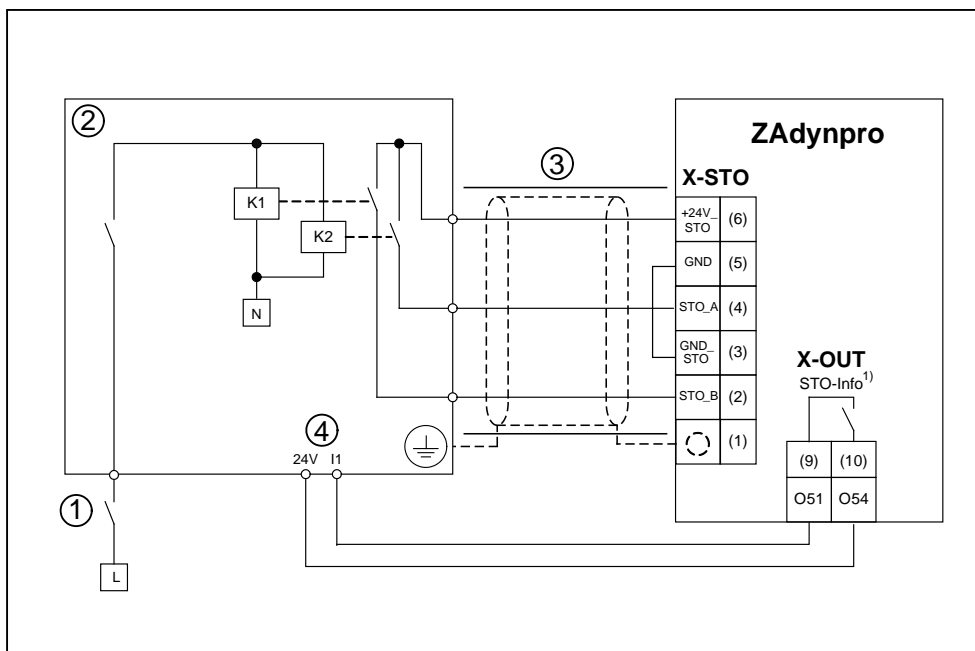 ②
K1
K2
N
24V
④
I1
①
L
③
ZAdynpro
X-STO
+24V_
STO
(6)
GND
(5)
STO_A
(4)
GND_
STO
(3)
STO_B
(2)
(1)
X-OUT
STO-Info¹⁾
(9) (10)
O51 O54